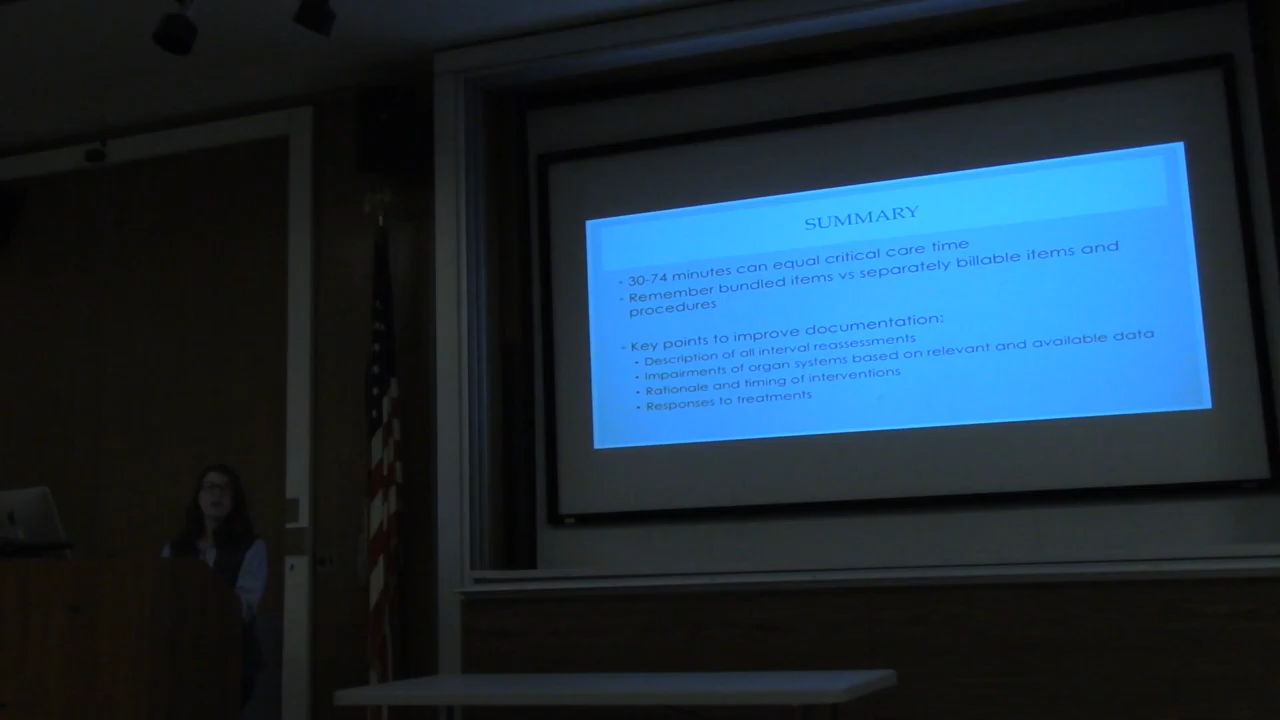 SUMMARY
30-74 minutes can equal critical care time
Remember bundled items vs separately billable items and
procedures
Key points to improve documentation:
Description of all interval reassessments
Impairments of organ systems based on relevant and available data
Rationale and timing of interventions
Responses to treatments